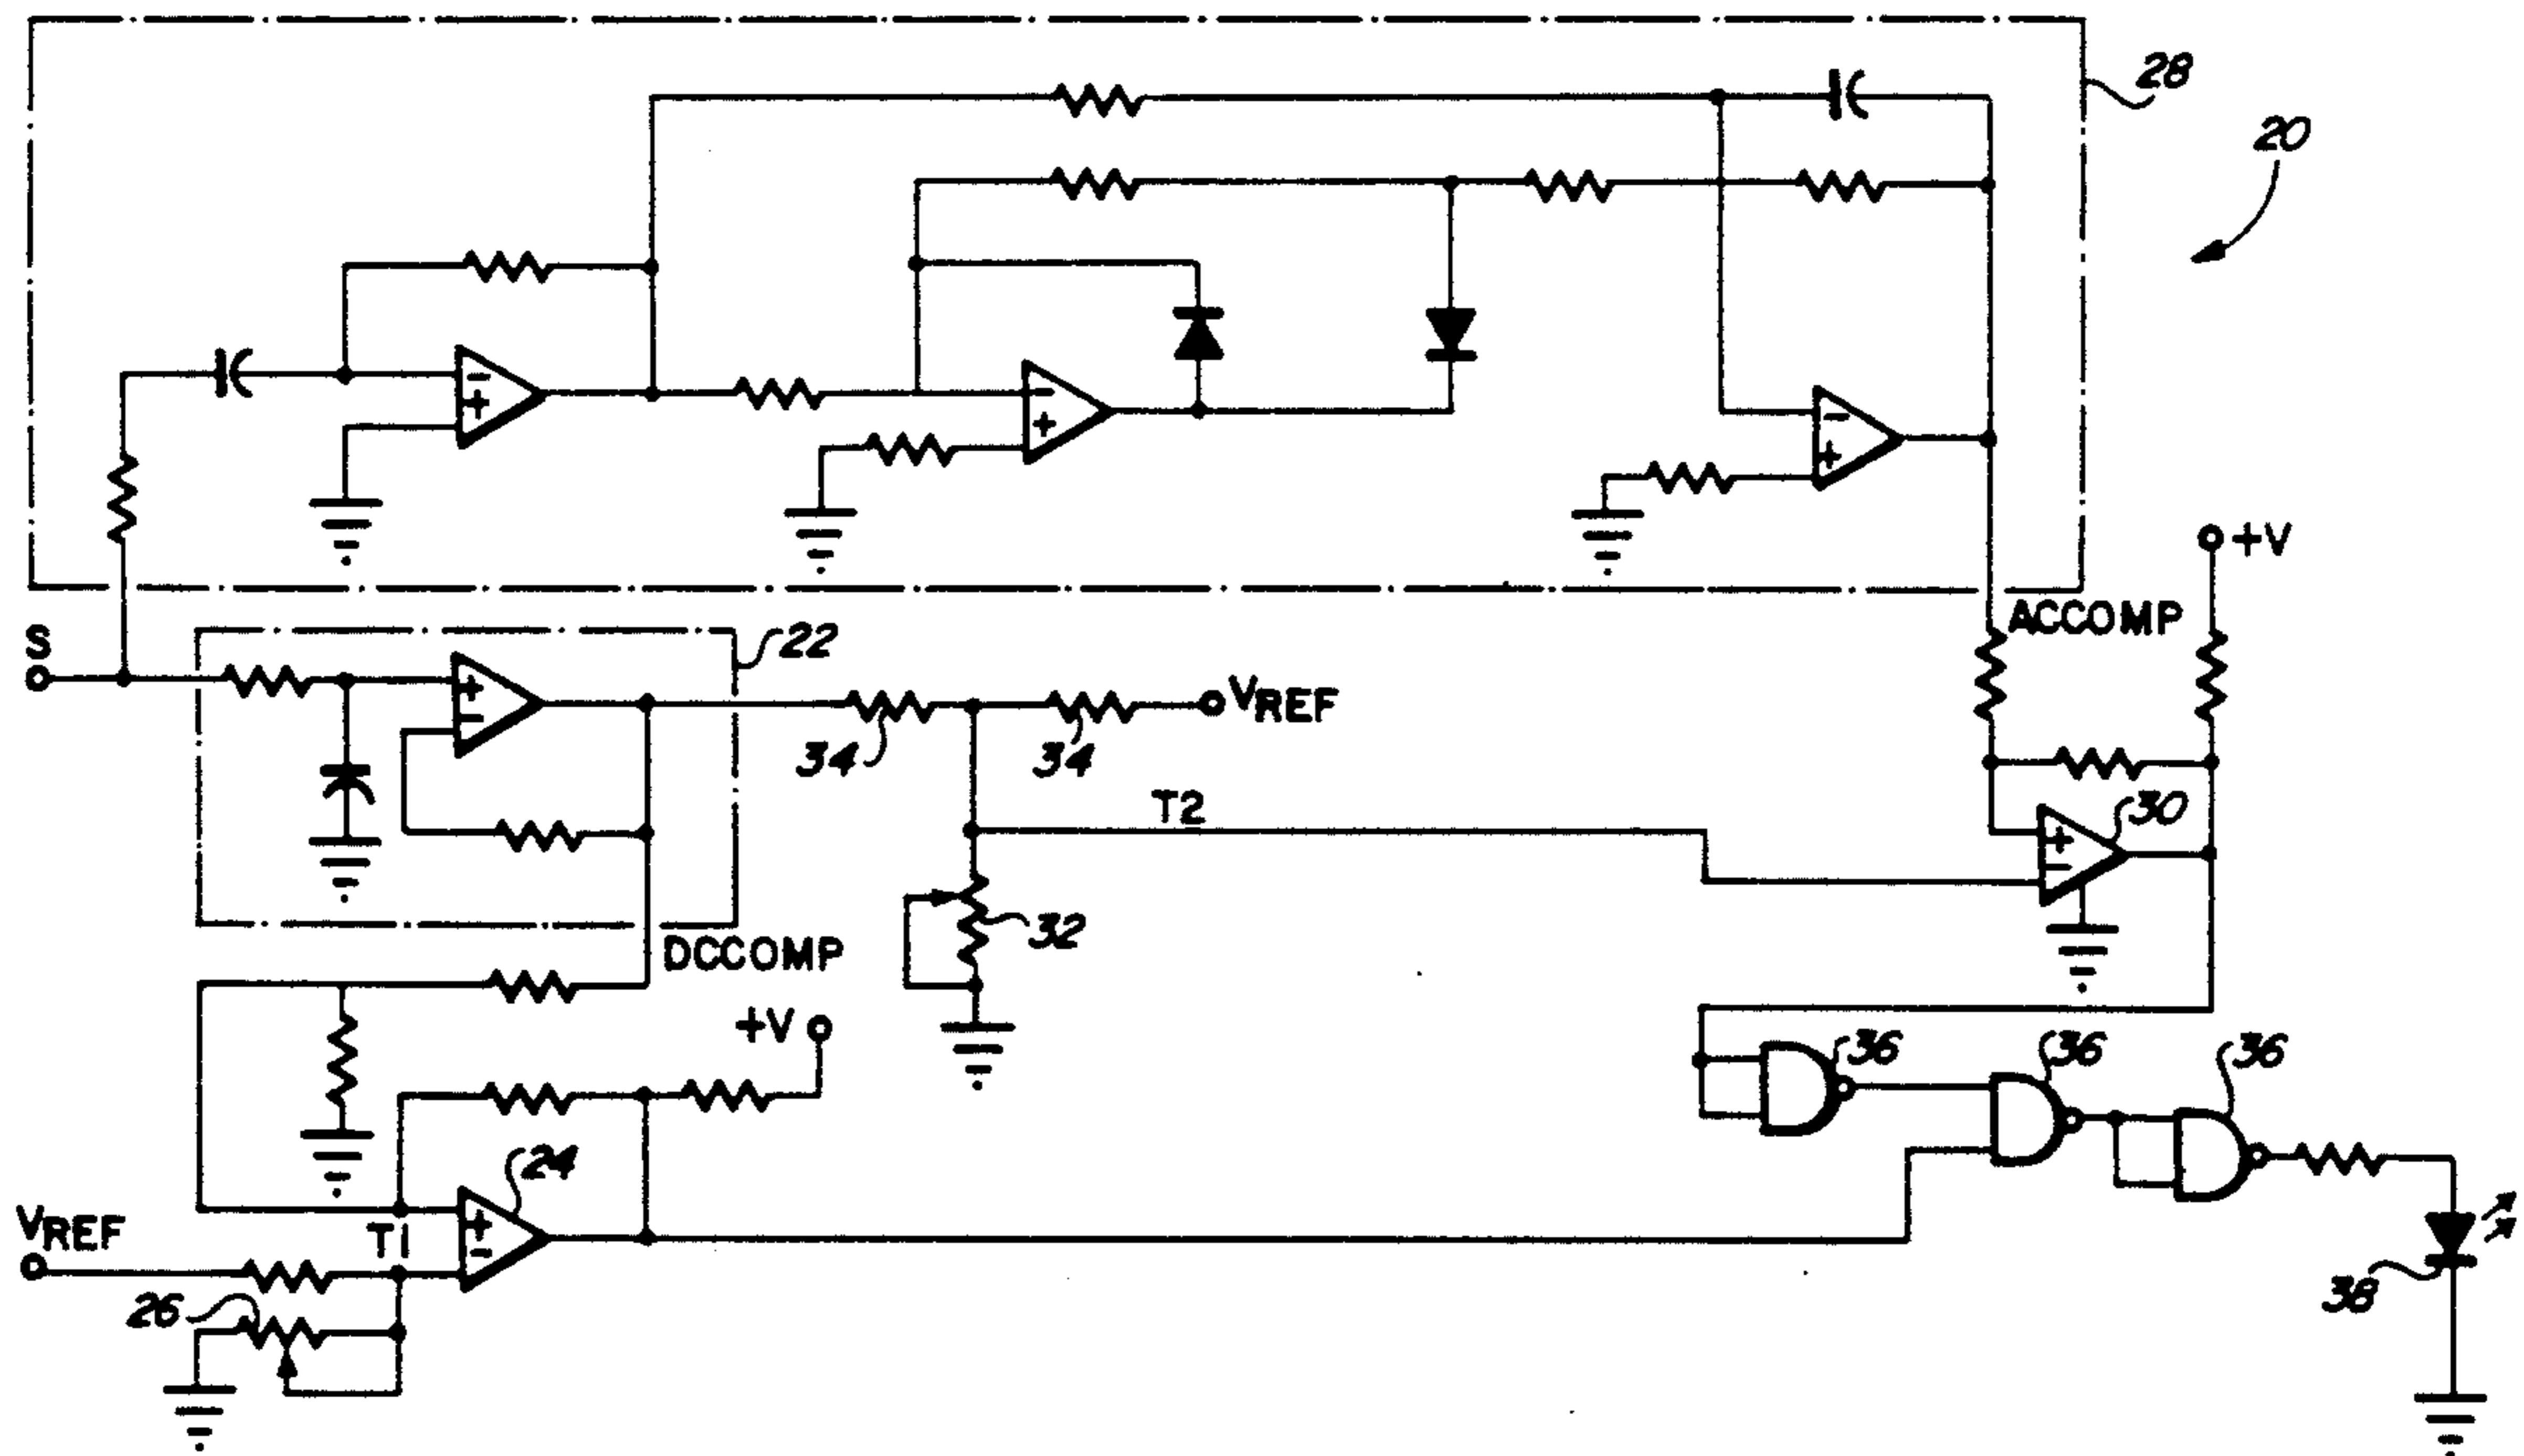 28
20
-
+
-
+
-
+
+V
ACCOMP
S
22
+
-
VREF
34
34
T2
30
+
-
32
DCCOMP
+V
36
36
36
24
VREF
T1
+
-
26
38